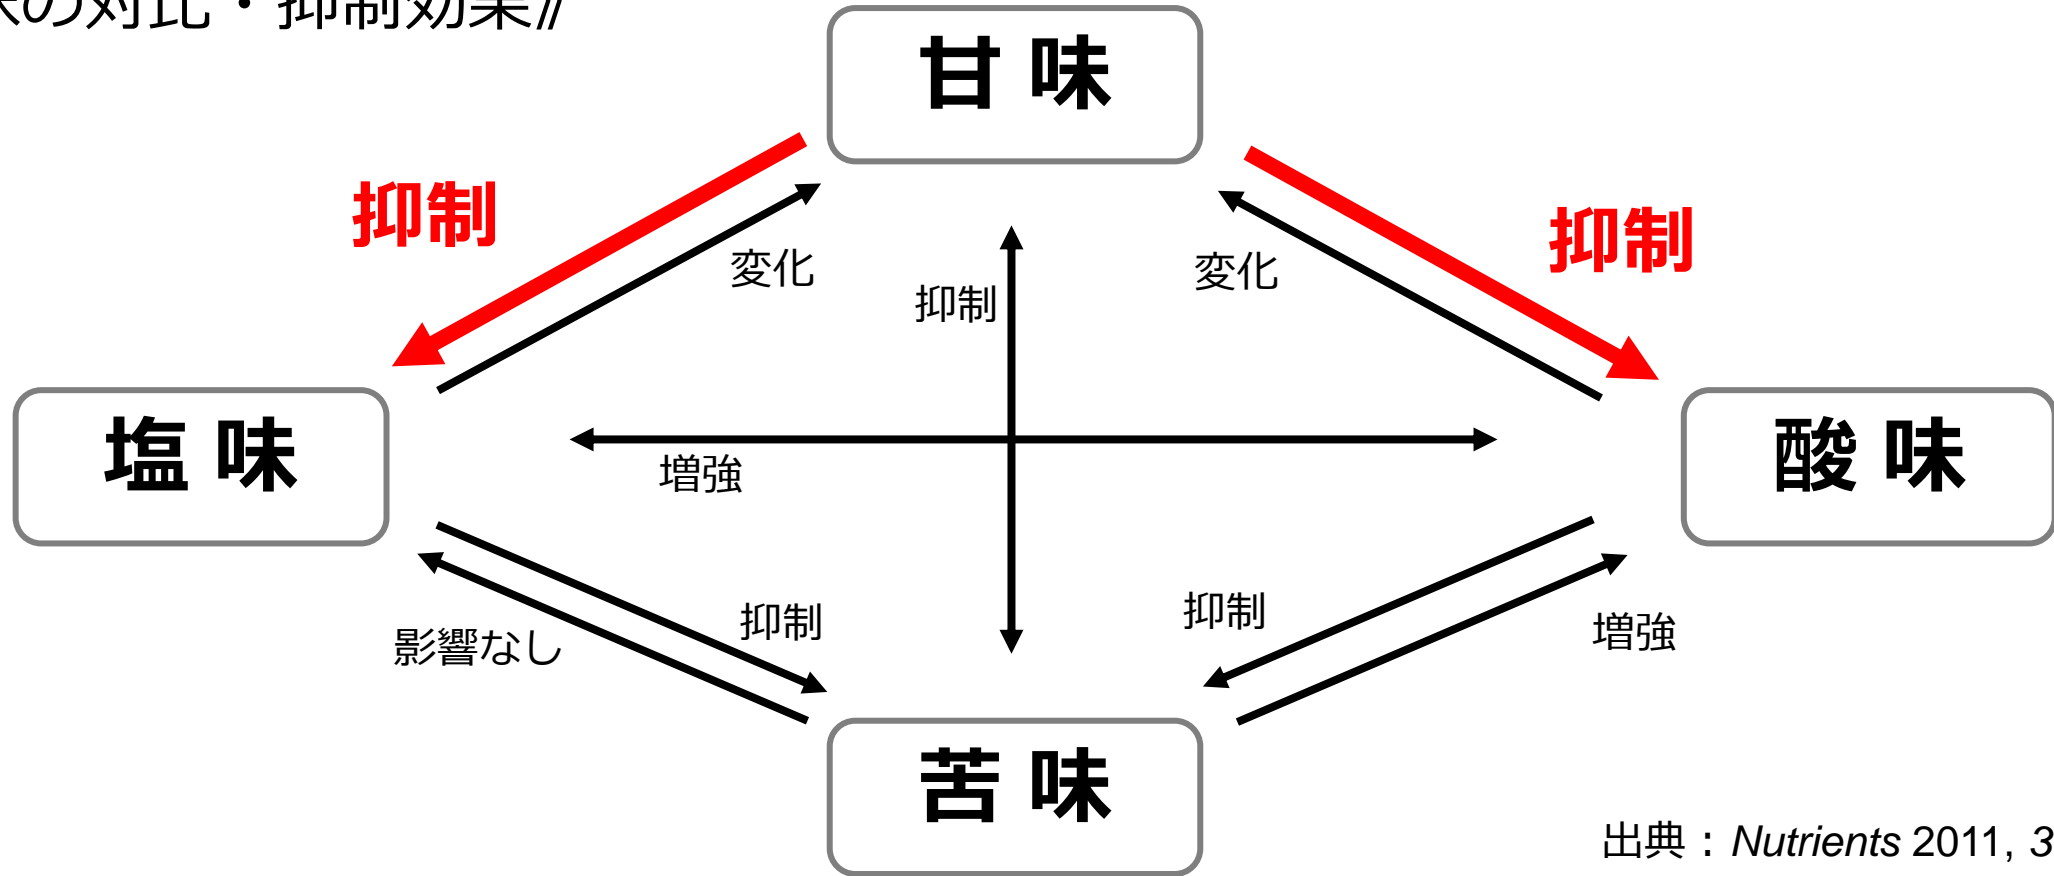 の対比・抑制効果》
甘 味
抑制
抑制
変化
変化
抑制
塩 味
酸 味
増強
抑制
抑制
影響なし
増強
苦 味
出典：Nutrients 2011, 3